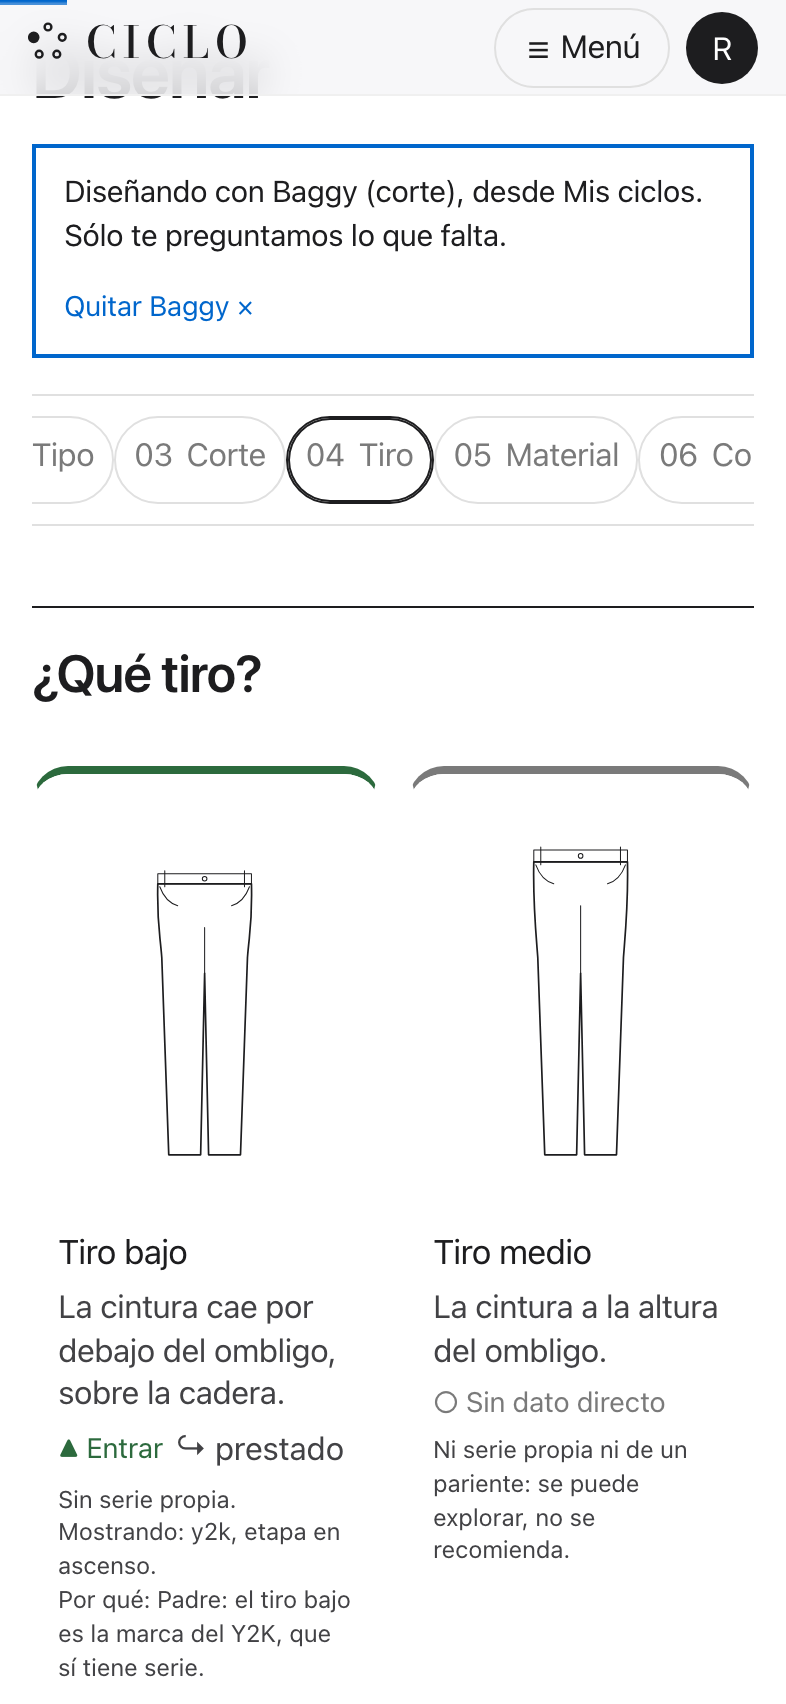 CICLO
≡ Menú
R
Diseñar
Diseñando con Baggy (corte), desde Mis ciclos.
Sólo te preguntamos lo que falta.
Quitar Baggy ×
Tipo
03 Corte
04 Tiro
05 Material
06 Co
¿Qué tiro?
Tiro bajo
La cintura cae por
debajo del ombligo,
sobre la cadera.
▲ Entrar ↪ prestado
Sin serie propia.
Mostrando: y2k, etapa en
ascenso.
Por qué: Padre: el tiro bajo
es la marca del Y2K, que
sí tiene serie.
Tiro medio
La cintura a la altura
del ombligo.
○ Sin dato directo
Ni serie propia ni de un
pariente: se puede
explorar, no se
recomienda.